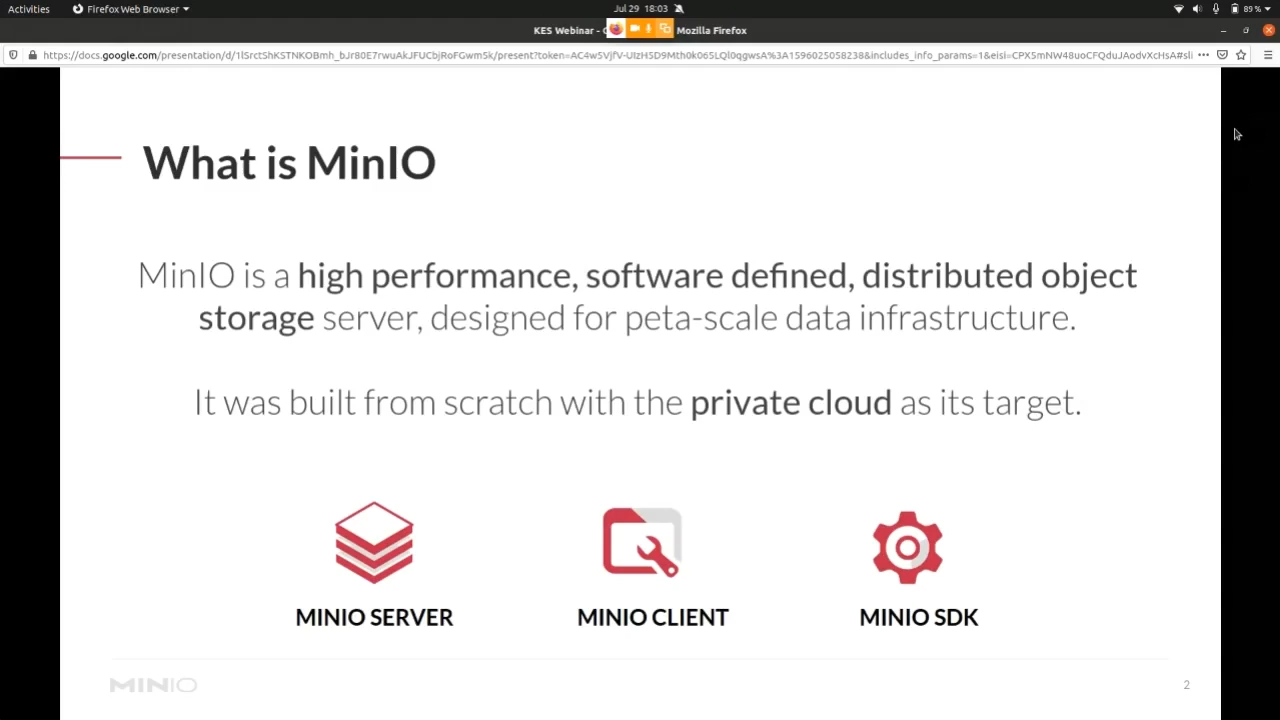 Activities
Firefox Web Browser
Jul 29 18:03
89 %
KES Webinar -
Mozilla Firefox
What is MinIO
MinIO is a high performance, software defined, distributed object
storage server, designed for peta-scale data infrastructure.
It was built from scratch with the private cloud as its target.
MINIO SERVER
MINIO CLIENT
MINIO SDK
MINIO
2